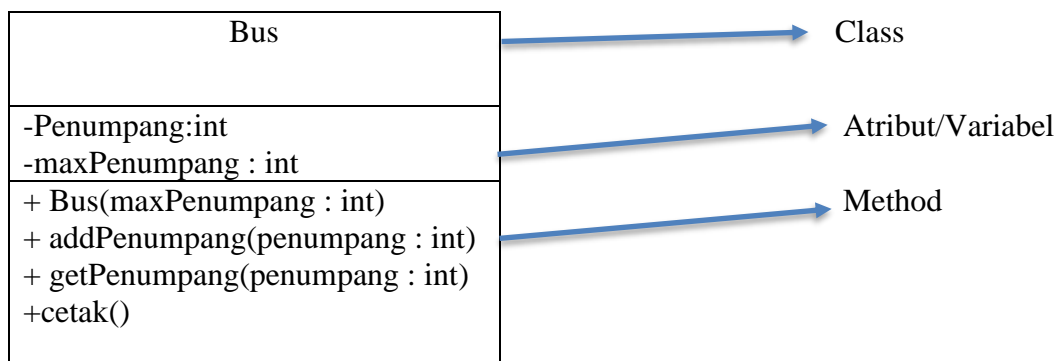 Bus
Class
-Penumpang:int
Atribut/Variabel
-maxPenumpang : int
+ Bus(maxPenumpang : int)
Method
+ addPenumpang(penumpang : int)
+ getPenumpang(penumpang : int)
+cetak()